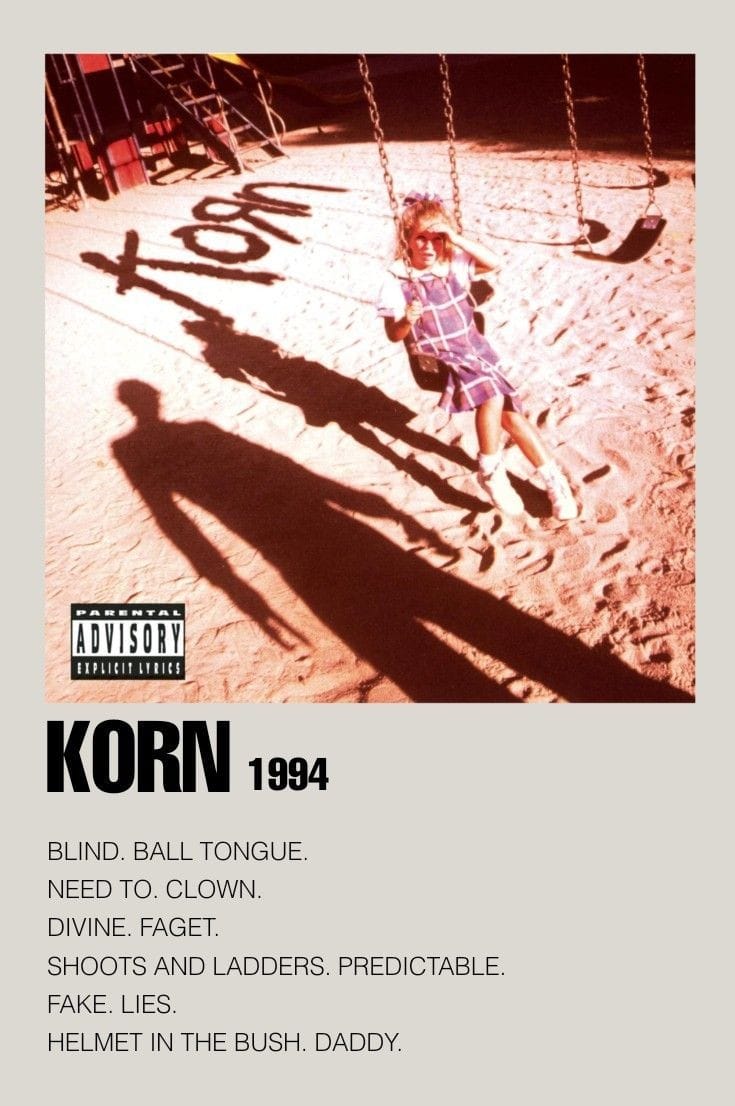 Korn
PARENTAL
ADVISORY
EXPLICIT LYRICS
KORN 1994
BLIND. BALL TONGUE.
NEED TO. CLOWN.
DIVINE. FAGET.
SHOOTS AND LADDERS. PREDICTABLE.
FAKE. LIES.
HELMET IN THE BUSH. DADDY.